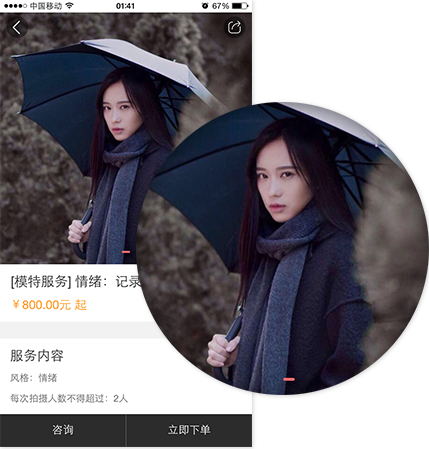 中国移动 01:41 67%
[模特服务] 情绪：记录
￥800.00元 起
服务内容
风格：情绪
每次拍摄人数不得超过：2人
咨询 立即下单